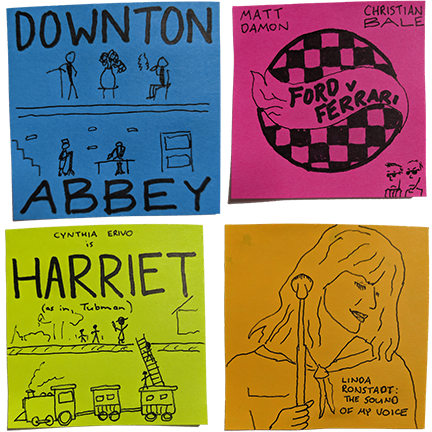 DOWNTON
ABBEY
MATT
DAMON
CHRISTIAN
BALE
FORD v
FERRARI
CYNTHIA ERIVO
is
HARRIET
(as in, Tubman)
LINDA
RONSTADT:
THE SOUND
OF MY VOICE